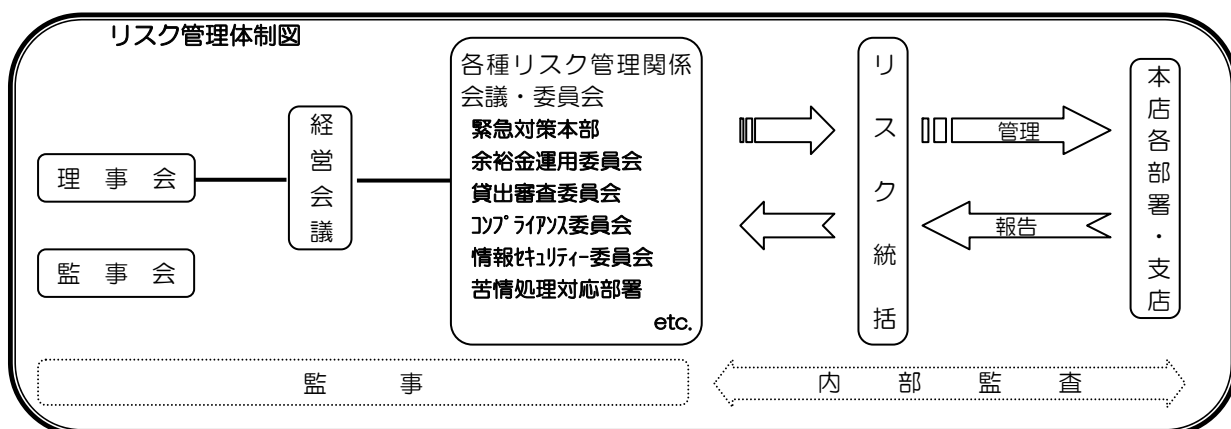 リスク管理体制図
理事会
監事会
経営会議
各種リスク管理関係
会議・委員会
緊急対策本部
余裕金運用委員会
貸出審査委員会
ｺﾝﾌﾟﾗｲｱﾝｽ委員会
情報ｾｷｭﾘﾃｨｰ委員会
苦情処理対応部署
etc.
リスク統括
管理
報告
本店各部署・支店
監事
内部監査